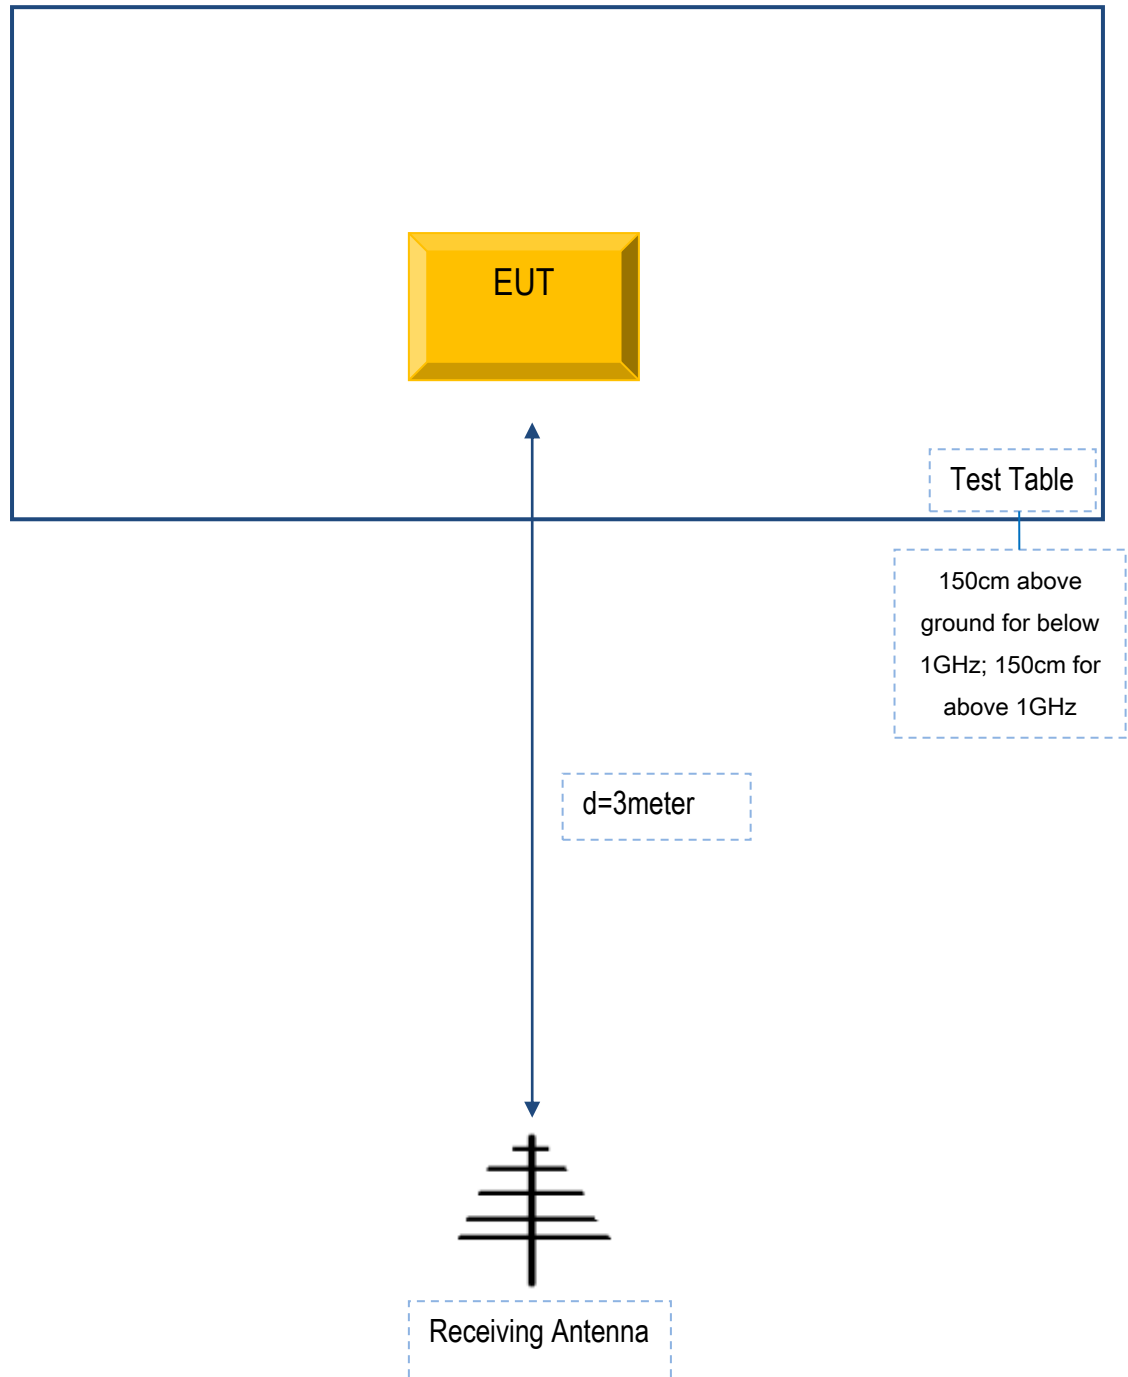 EUT
Test Table
150cm above
ground for below
1GHz; 150cm for
above 1GHz
d=3meter
Receiving Antenna